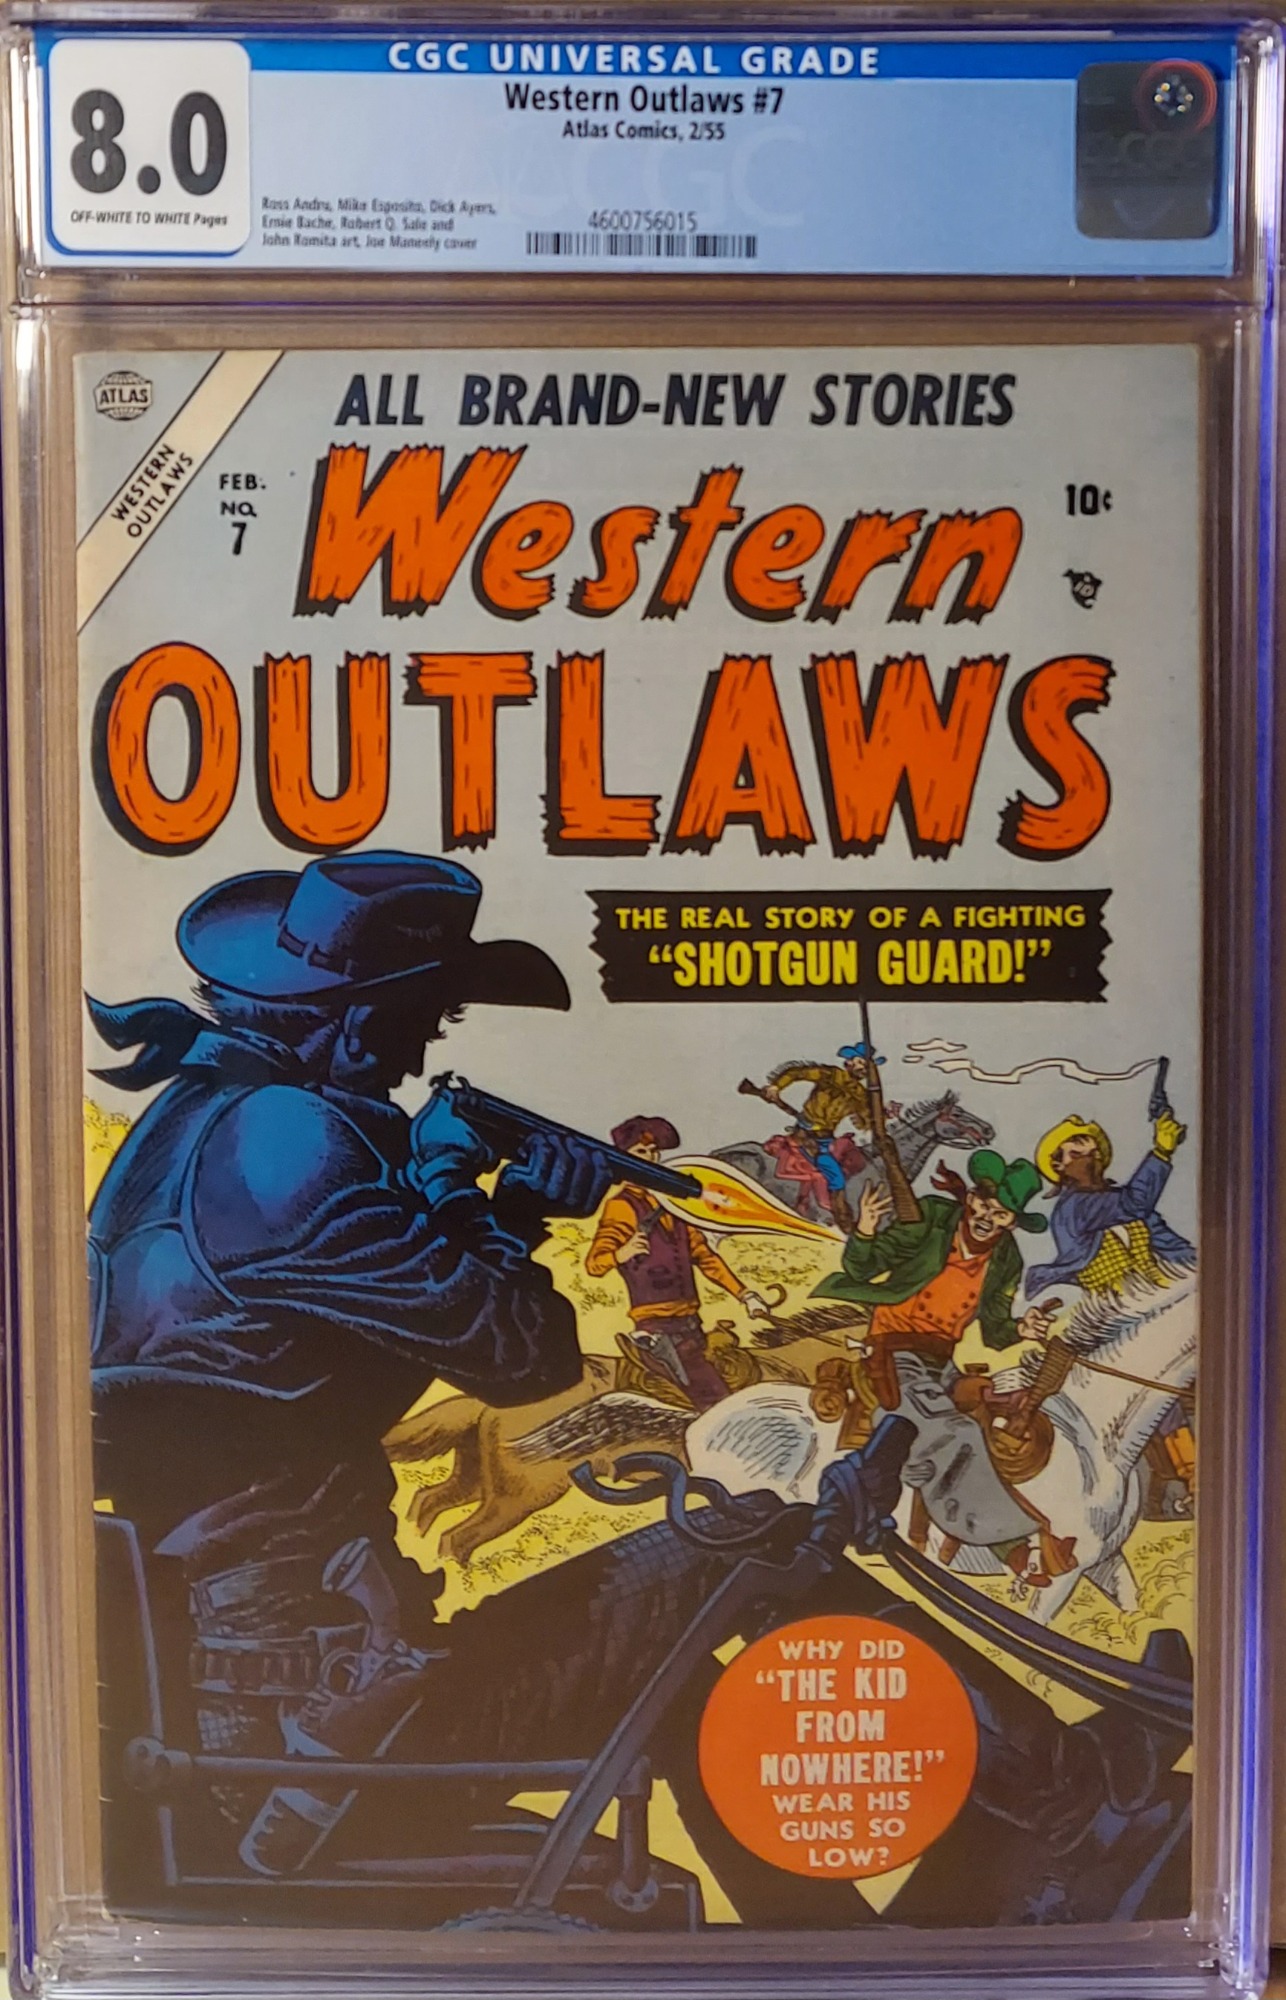 CGC UNIVERSAL GRADE
8.0
OFF-WHITE TO WHITE Pages
Western Outlaws #7
Atlas Comics, 2/55
Ross Andru, Mike Esposito, Dick Ayers,
Ernie Bache, Robert Q. Sale and
John Romita art, Joe Maneely cover
4600756015
CGC
ATLAS
WESTERN
OUTLAWS
ALL BRAND-NEW STORIES
FEB.
NO.
7
Western
10¢
OUTLAWS
THE REAL STORY OF A FIGHTING
“SHOTGUN GUARD!”
WHY DID
“THE KID
FROM
NOWHERE!”
WEAR HIS
GUNS SO
LOW?